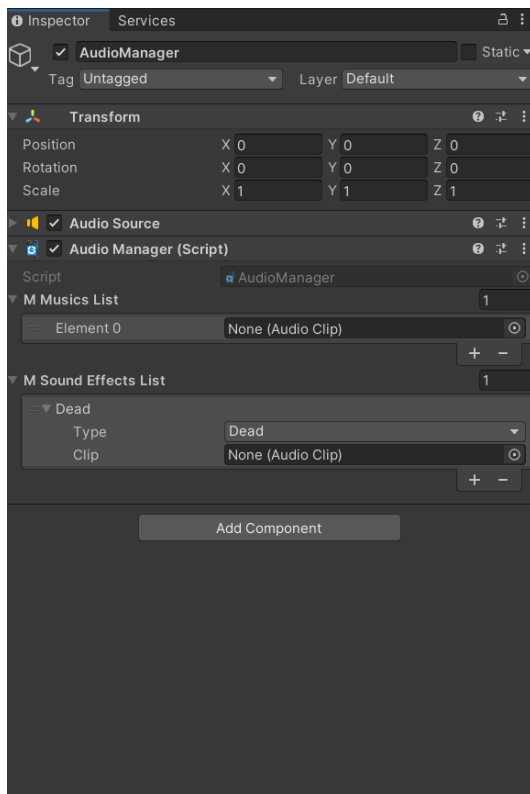 Inspector Services
AudioManager Static
Tag Untagged Layer Default
Transform
Position X 0 Y 0 Z 0
Rotation X 0 Y 0 Z 0
Scale X 1 Y 1 Z 1
Audio Source
Audio Manager (Script)
Script AudioManager
M Musics List 1
Element 0 None (Audio Clip)
+ −
M Sound Effects List 1
Dead
Type Dead
Clip None (Audio Clip)
+ −
Add Component